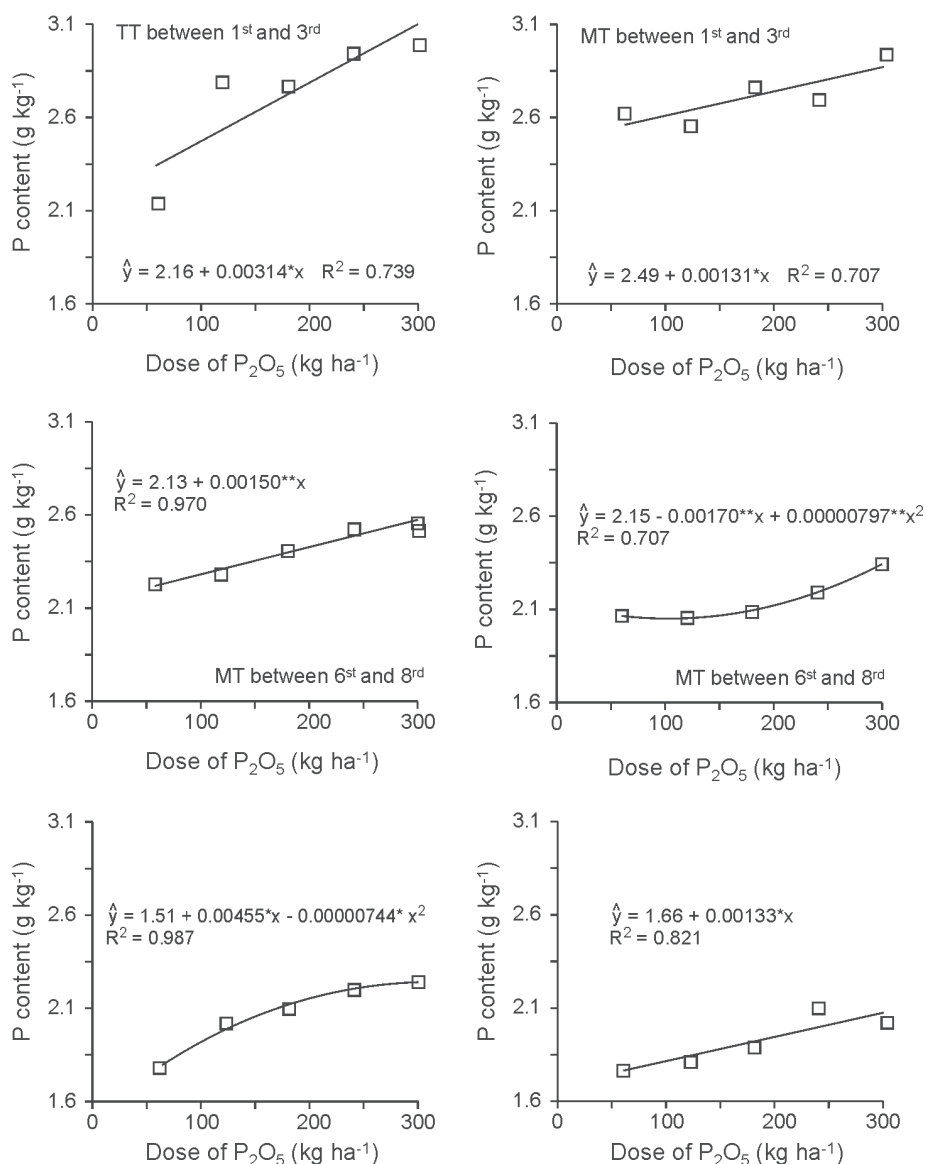 TT between 1st and 3rd
P content (g kg-1)
3.1
2.6
2.1
1.6
ŷ = 2.16 + 0.00314*x R2 = 0.739
0 100 200 300
Dose of P2O5 (kg ha-1)
MT between 1st and 3rd
P content (g kg-1)
3.1
2.6
2.1
1.6
ŷ = 2.49 + 0.00131*x R2 = 0.707
0 100 200 300
Dose of P2O5 (kg ha-1)
P content (g kg-1)
3.1
2.6
2.1
1.6
ŷ = 2.13 + 0.00150**x
R2 = 0.970
MT between 6st and 8rd
0 100 200 300
Dose of P2O5 (kg ha-1)
P content (g kg-1)
3.1
2.6
2.1
1.6
ŷ = 2.15 - 0.00170**x + 0.00000797**x2
R2 = 0.707
MT between 6st and 8rd
0 100 200 300
Dose of P2O5 (kg ha-1)
P content (g kg-1)
3.1
2.6
2.1
1.6
ŷ = 1.51 + 0.00455*x - 0.00000744* x2
R2 = 0.987
0 100 200 300
Dose of P2O5 (kg ha-1)
P content (g kg-1)
3.1
2.6
2.1
1.6
ŷ = 1.66 + 0.00133*x
R2 = 0.821
0 100 200 300
Dose of P2O5 (kg ha-1)